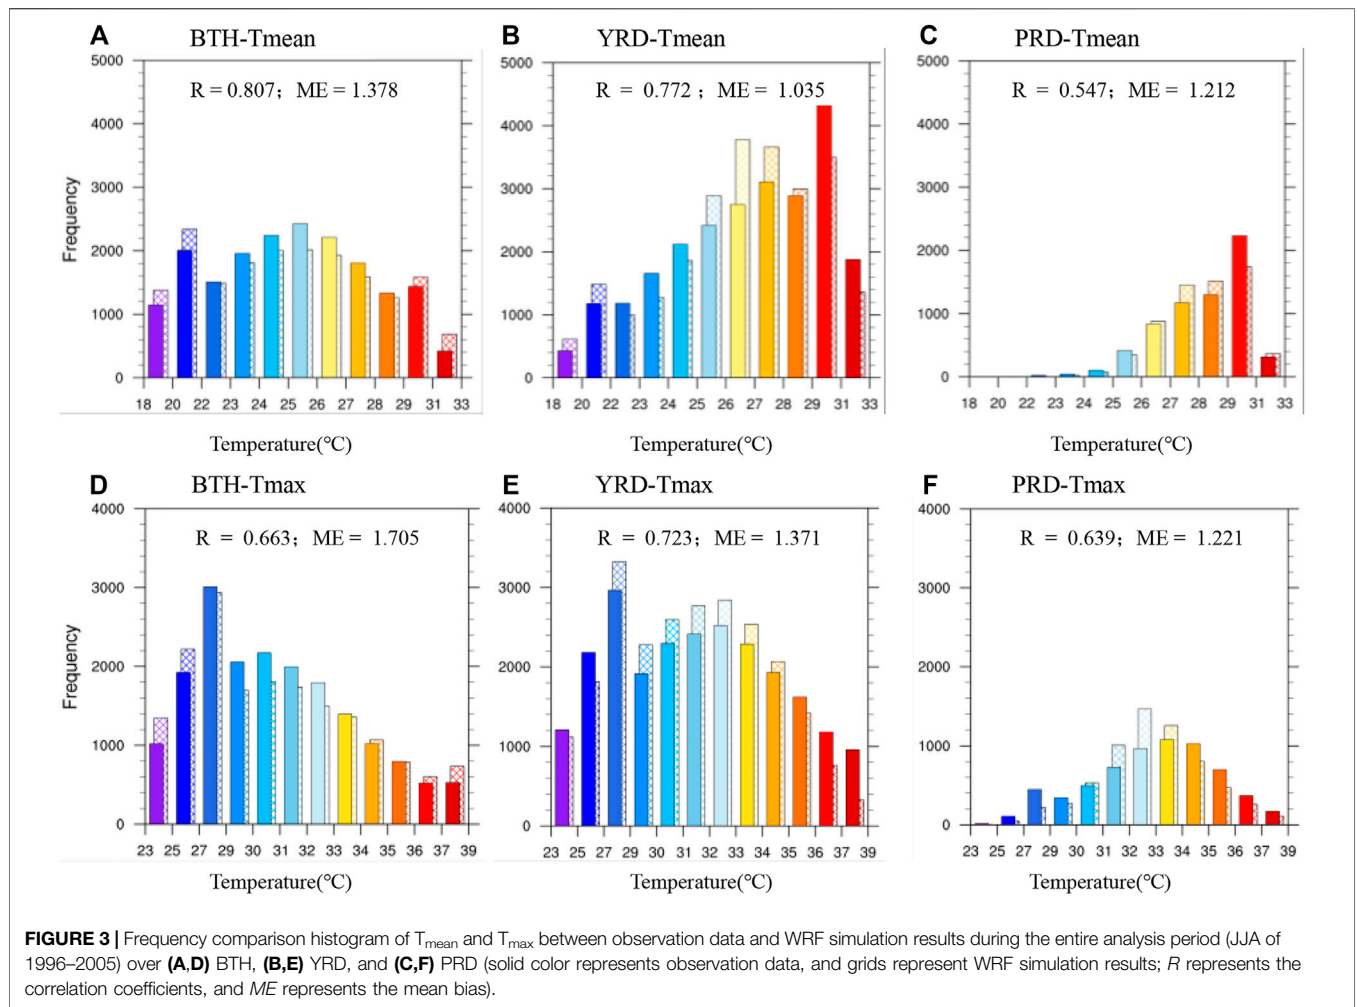 A BTH-Tmean
5000
4000
3000
2000
1000
0
Frequency
R = 0.807; ME = 1.378
18 20 22 23 24 25 26 27 28 29 31 33
Temperature(°C)
B YRD-Tmean
5000
4000
3000
2000
1000
0
R = 0.772 ; ME = 1.035
18 20 22 23 24 25 26 27 28 29 31 33
Temperature(°C)
C PRD-Tmean
5000
4000
3000
2000
1000
0
R = 0.547; ME = 1.212
18 20 22 23 24 25 26 27 28 29 31 33
Temperature(°C)
D BTH-Tmax
4000
3000
2000
1000
0
Frequency
R = 0.663; ME = 1.705
23 25 27 29 30 31 32 33 34 35 36 37 39
Temperature(°C)
E YRD-Tmax
4000
3000
2000
1000
0
R = 0.723; ME = 1.371
23 25 27 29 30 31 32 33 34 35 36 37 39
Temperature(°C)
F PRD-Tmax
4000
3000
2000
1000
0
R = 0.639; ME = 1.221
23 25 27 29 30 31 32 33 34 35 36 37 39
Temperature(°C)
FIGURE 3 | Frequency comparison histogram of Tmean and Tmax between observation data and WRF simulation results during the entire analysis period (JJA of
1996–2005) over (A,D) BTH, (B,E) YRD, and (C,F) PRD (solid color represents observation data, and grids represent WRF simulation results; R represents the
correlation coefficients, and ME represents the mean bias).